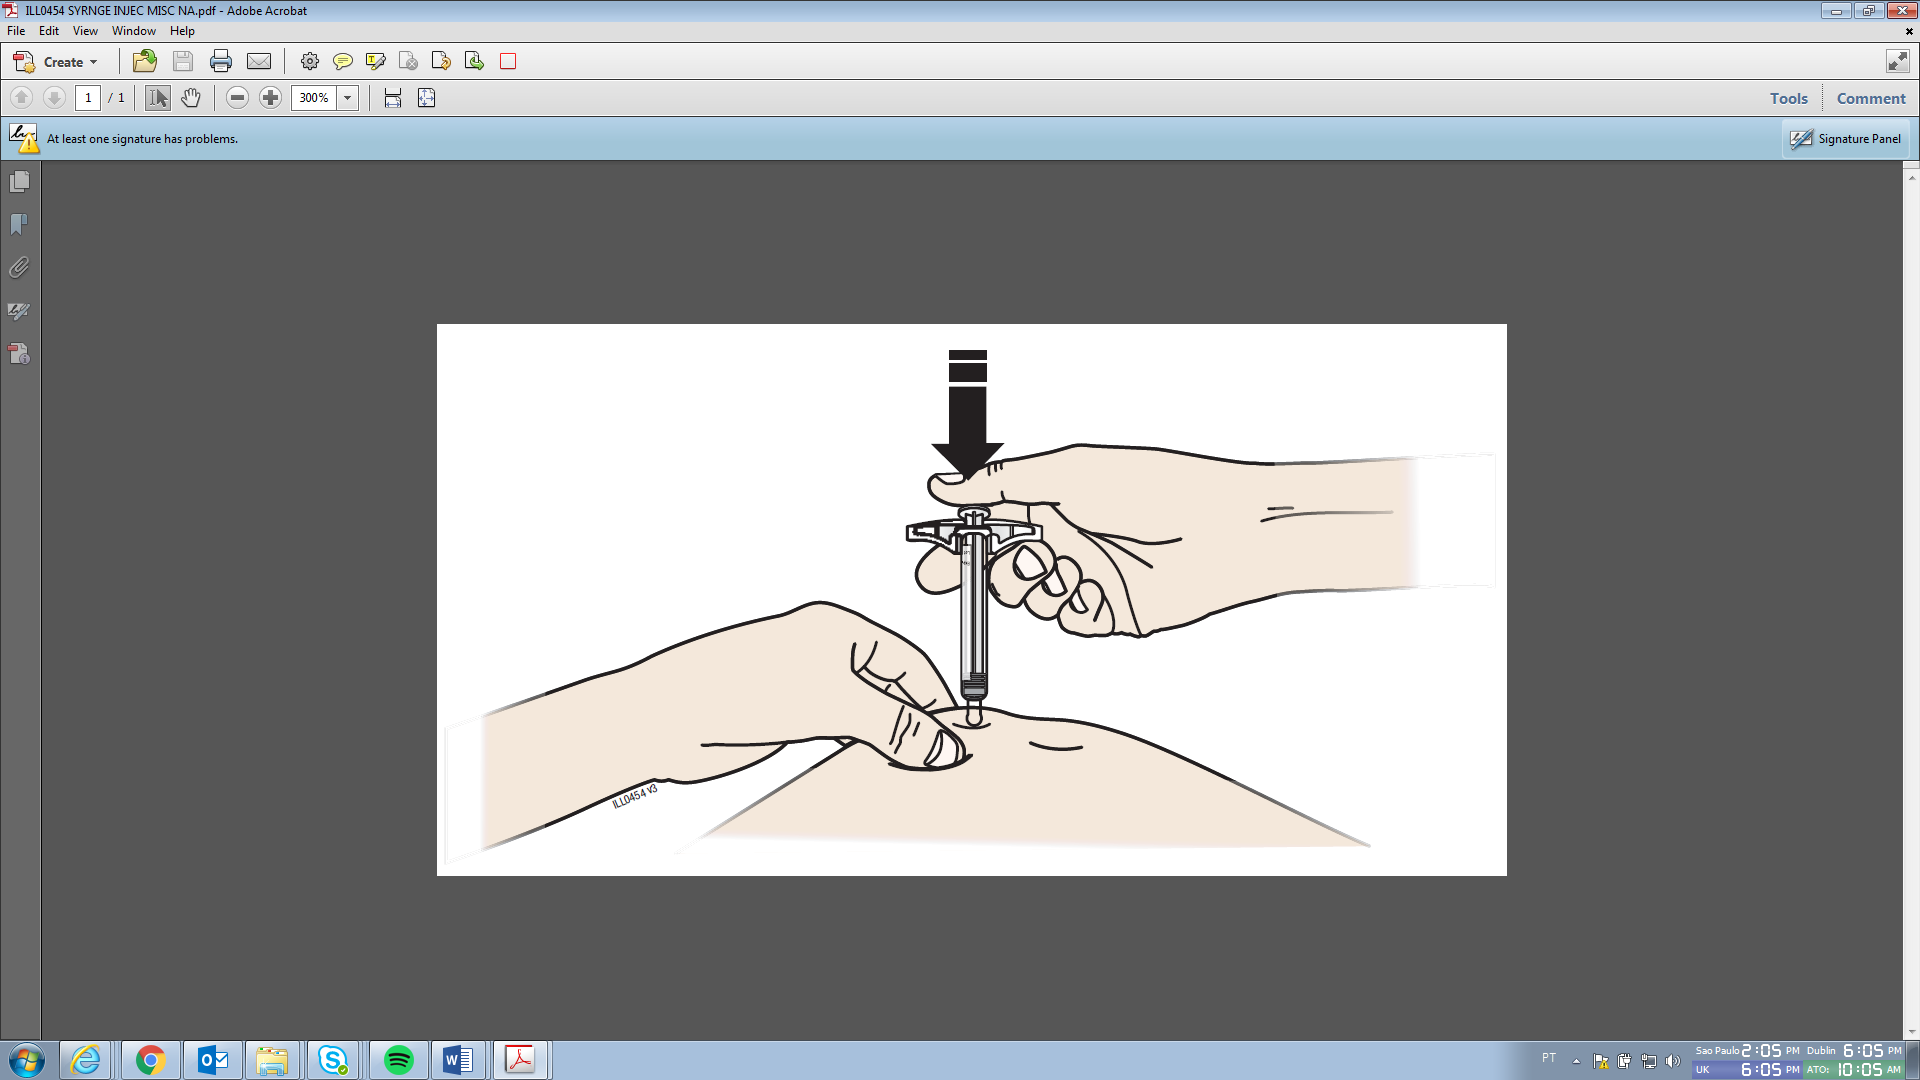 ILL0454 SYRNGE INJEC MISC NA.pdf - Adobe Acrobat
File Edit View Window Help
Create
1 / 1 300% Tools Comment
At least one signature has problems. Signature Panel
ILL0454 v3
PT
Sao Paulo 2:05 PM Dublin 6:05 PM
UK 6:05 PM ATO: 10:05 AM